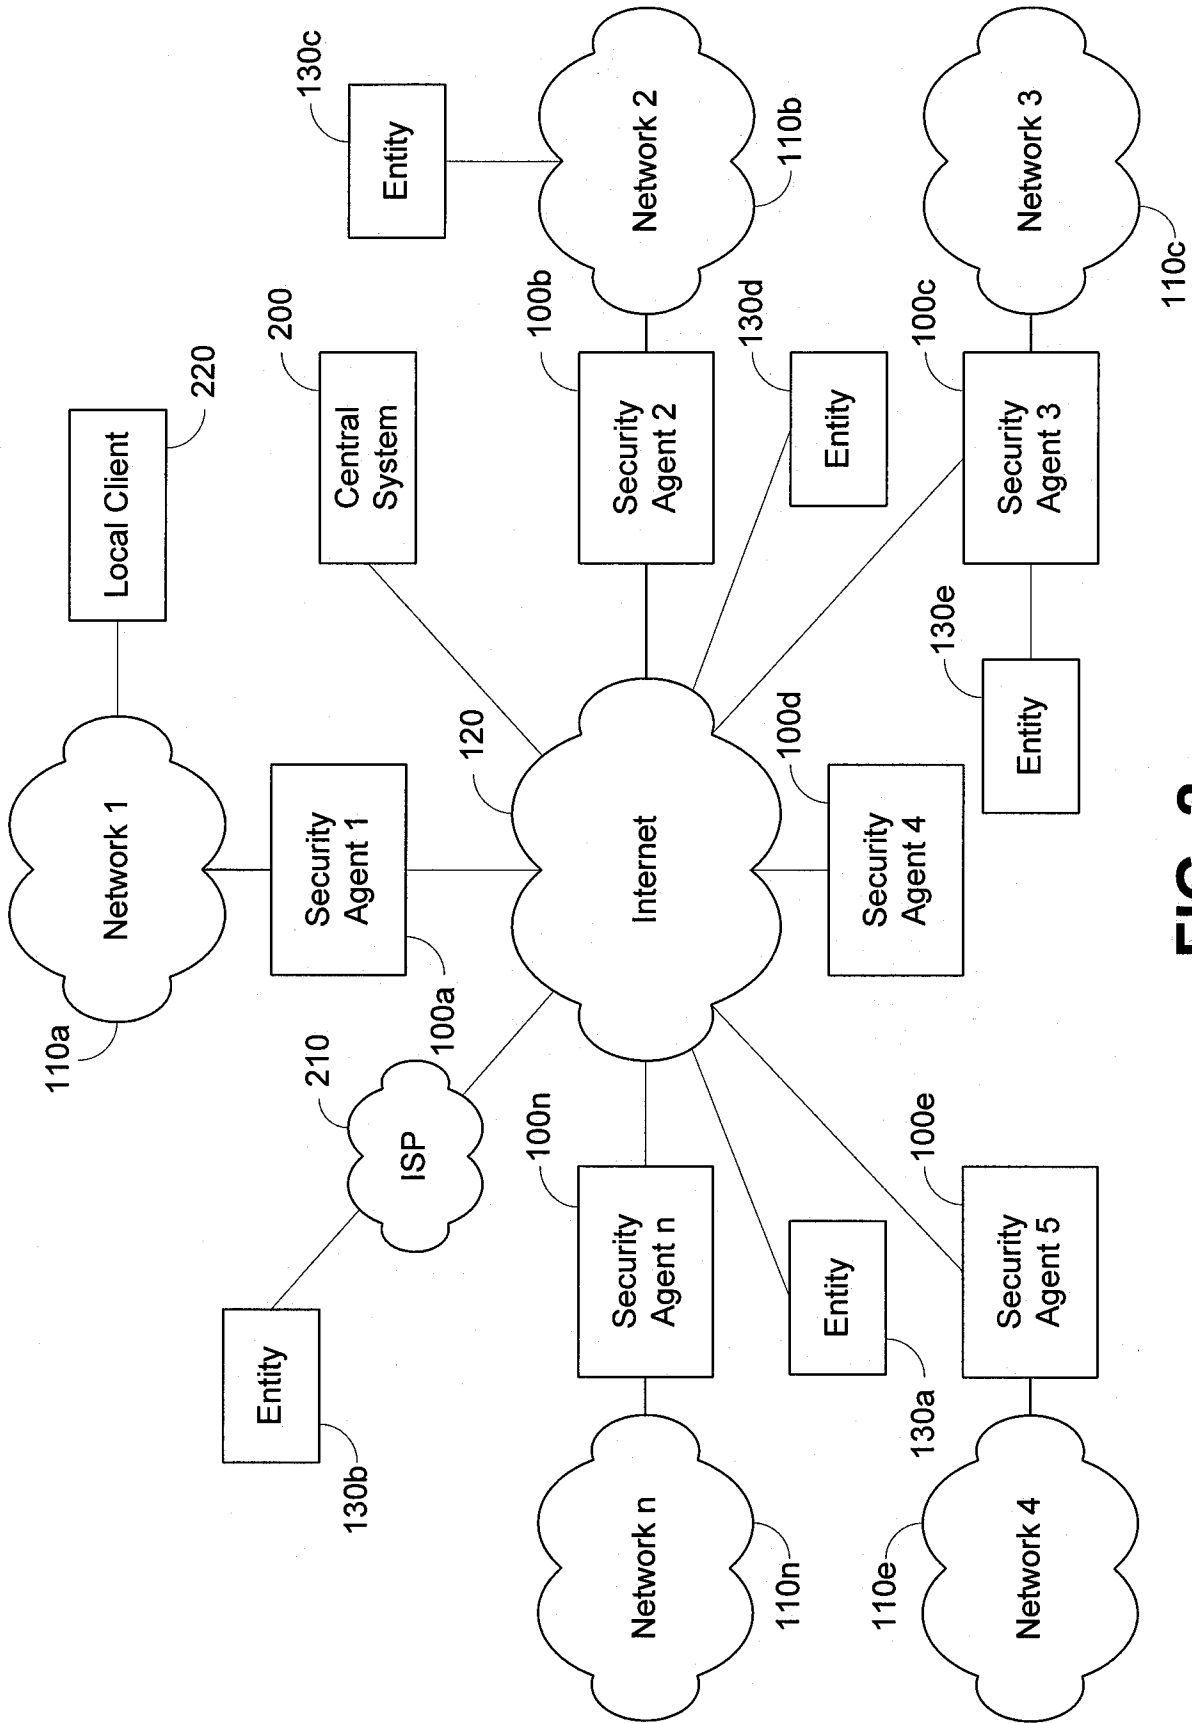 110a
Network 1
Local Client
220
130b
Entity
210
ISP
100a
Security
Agent 1
Central
System
200
130c
Entity
120
Internet
110n
Network n
Security
Agent n
100n
Security
Agent 2
100b
Network 2
110b
130a
Entity
Security
Agent 4
100d
Entity
130d
110e
Network 4
Security
Agent 5
100e
Entity
130e
Security
Agent 3
100c
Network 3
110c
FIG.